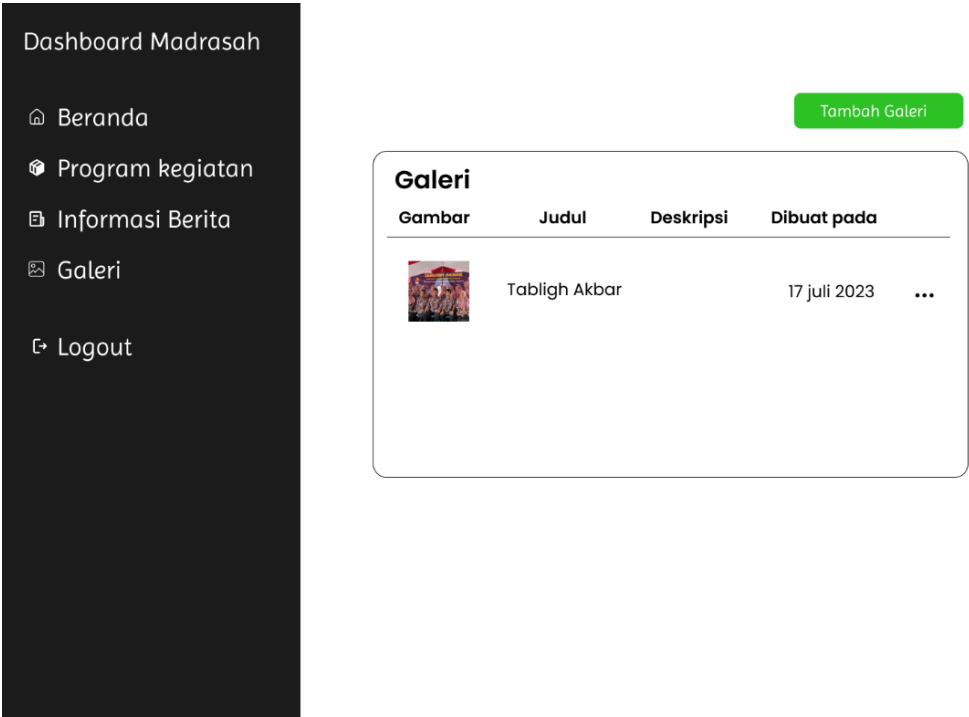 Dashboard Madrasah
Beranda
Program kegiatan
Informasi Berita
Galeri
Logout
Tambah Galeri
Galeri
Gambar Judul Deskripsi Dibuat pada
Tabligh Akbar 17 juli 2023 ...